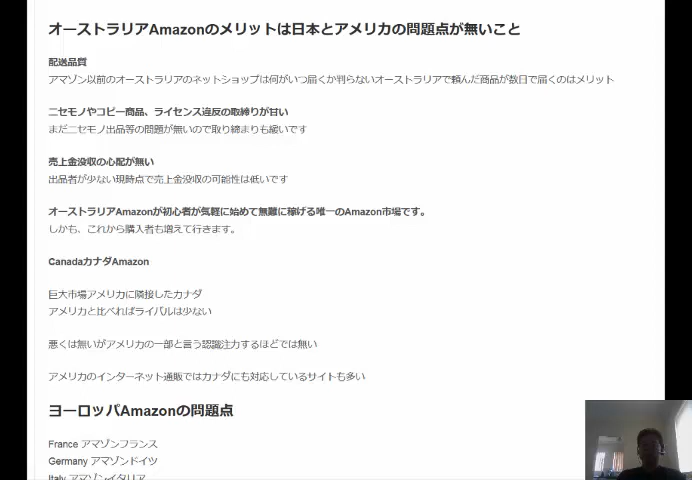 オーストラリアAmazonのメリットは日本とアメリカの問題点が無いこと
配送品質
アマゾン以前のオーストラリアのネットショップは何がいつ届くか判らないオーストラリアで頼んだ商品が数日で届くのはメリット
ニセモノやコピー商品、ライセンス違反の取締りが甘い
まだニセモノ出品等の問題が無いので取り締まりも緩いです
売上金没収の心配が無い
出品者が少ない現時点で売上金没収の可能性は低いです
オーストラリアAmazonが初心者が気軽に始めて無難に稼げる唯一のAmazon市場です。
しかも、これから購入者も増えて行きます。
CanadaカナダAmazon
巨大市場アメリカに隣接したカナダ
アメリカと比べればライバルは少ない
悪くは無いがアメリカの一部と言う認識注力するほどでは無い
アメリカのインターネット通販ではカナダにも対応しているサイトも多い
ヨーロッパAmazonの問題点
France アマゾンフランス
Germany アマゾンドイツ
Italy アマゾンイタリア